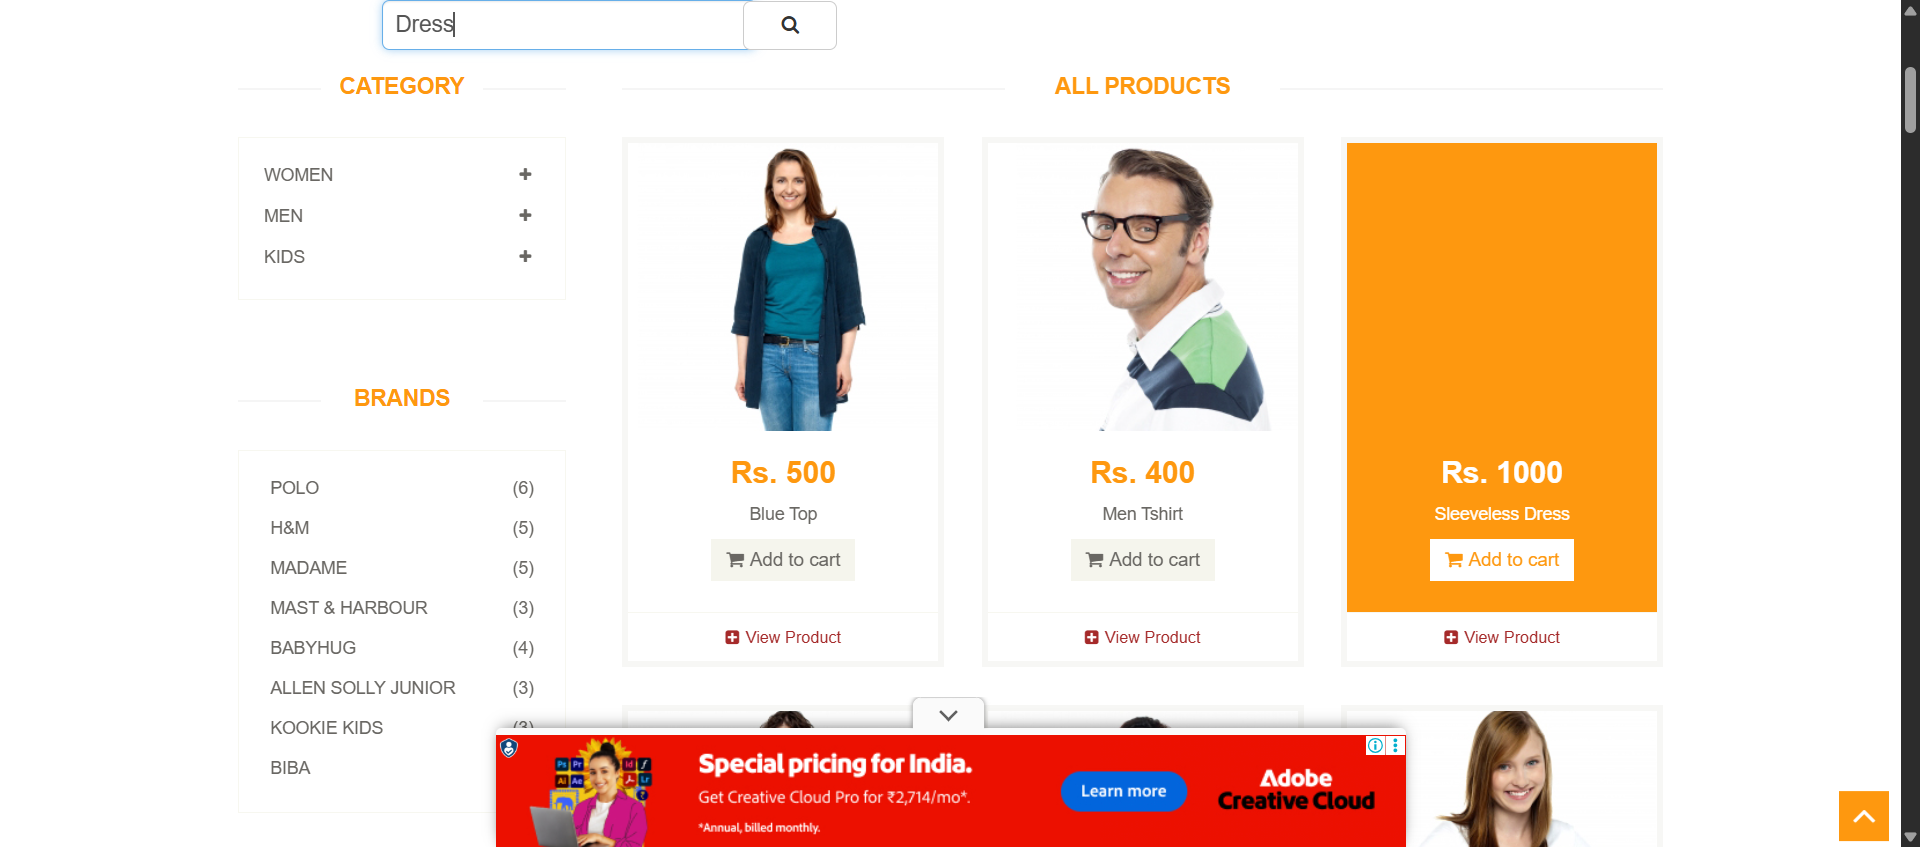 Dress
CATEGORY
WOMEN
MEN
KIDS
BRANDS
POLO (6)
H&M (5)
MADAME (5)
MAST & HARBOUR (3)
BABYHUG (4)
ALLEN SOLLY JUNIOR (3)
KOOKIE KIDS (3)
BIBA
ALL PRODUCTS
Rs. 500
Blue Top
Add to cart
View Product
Rs. 400
Men Tshirt
Add to cart
View Product
Rs. 1000
Sleeveless Dress
Add to cart
View Product
Ps Pr Id f
Ai Ae Lr
Special pricing for India.
Get Creative Cloud Pro for ₹2,714/mo*.
*Annual, billed monthly.
Learn more
Adobe
Creative Cloud